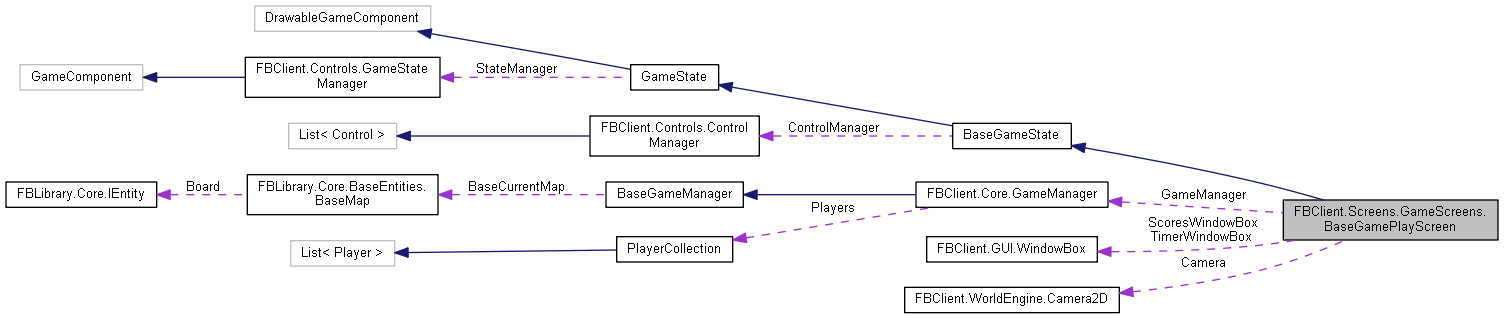 DrawableGameComponent
GameComponent
FBClient.Controls.GameState
Manager
StateManager
GameState
List< Control >
FBClient.Controls.Control
Manager
ControlManager
BaseGameState
FBLibrary.Core.IEntity
Board
FBLibrary.Core.BaseEntities.
BaseMap
BaseCurrentMap
BaseGameManager
FBClient.Core.GameManager
GameManager
FBClient.Screens.GameScreens.
BaseGamePlayScreen
Players
List< Player >
PlayerCollection
FBClient.GUI.WindowBox
ScoresWindowBox
TimerWindowBox
Camera
FBClient.WorldEngine.Camera2D